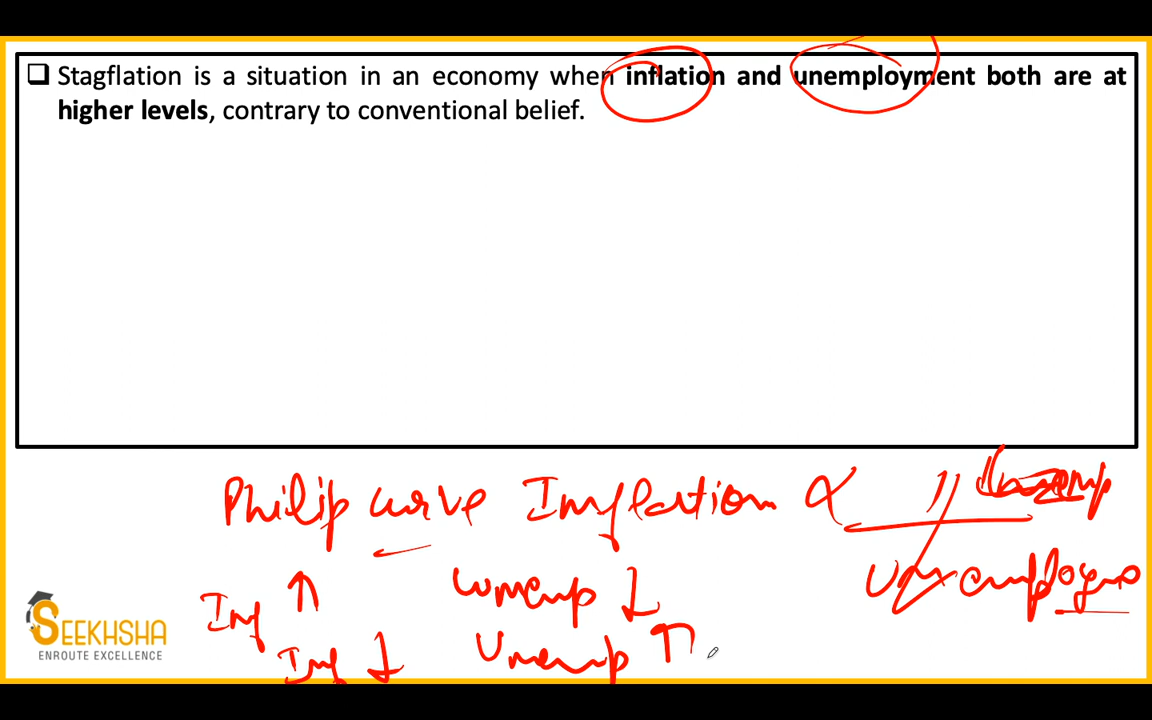 ❑ Stagflation is a situation in an economy when inflation and unemployment both are at
higher levels, contrary to conventional belief.
Philip curve Inflation ∝ 1/
Unemployme
Inf ↑ Unemp ↓
Inf ↓ Unemp ↑
SEEKHSHA
ENROUTE EXCELLENCE